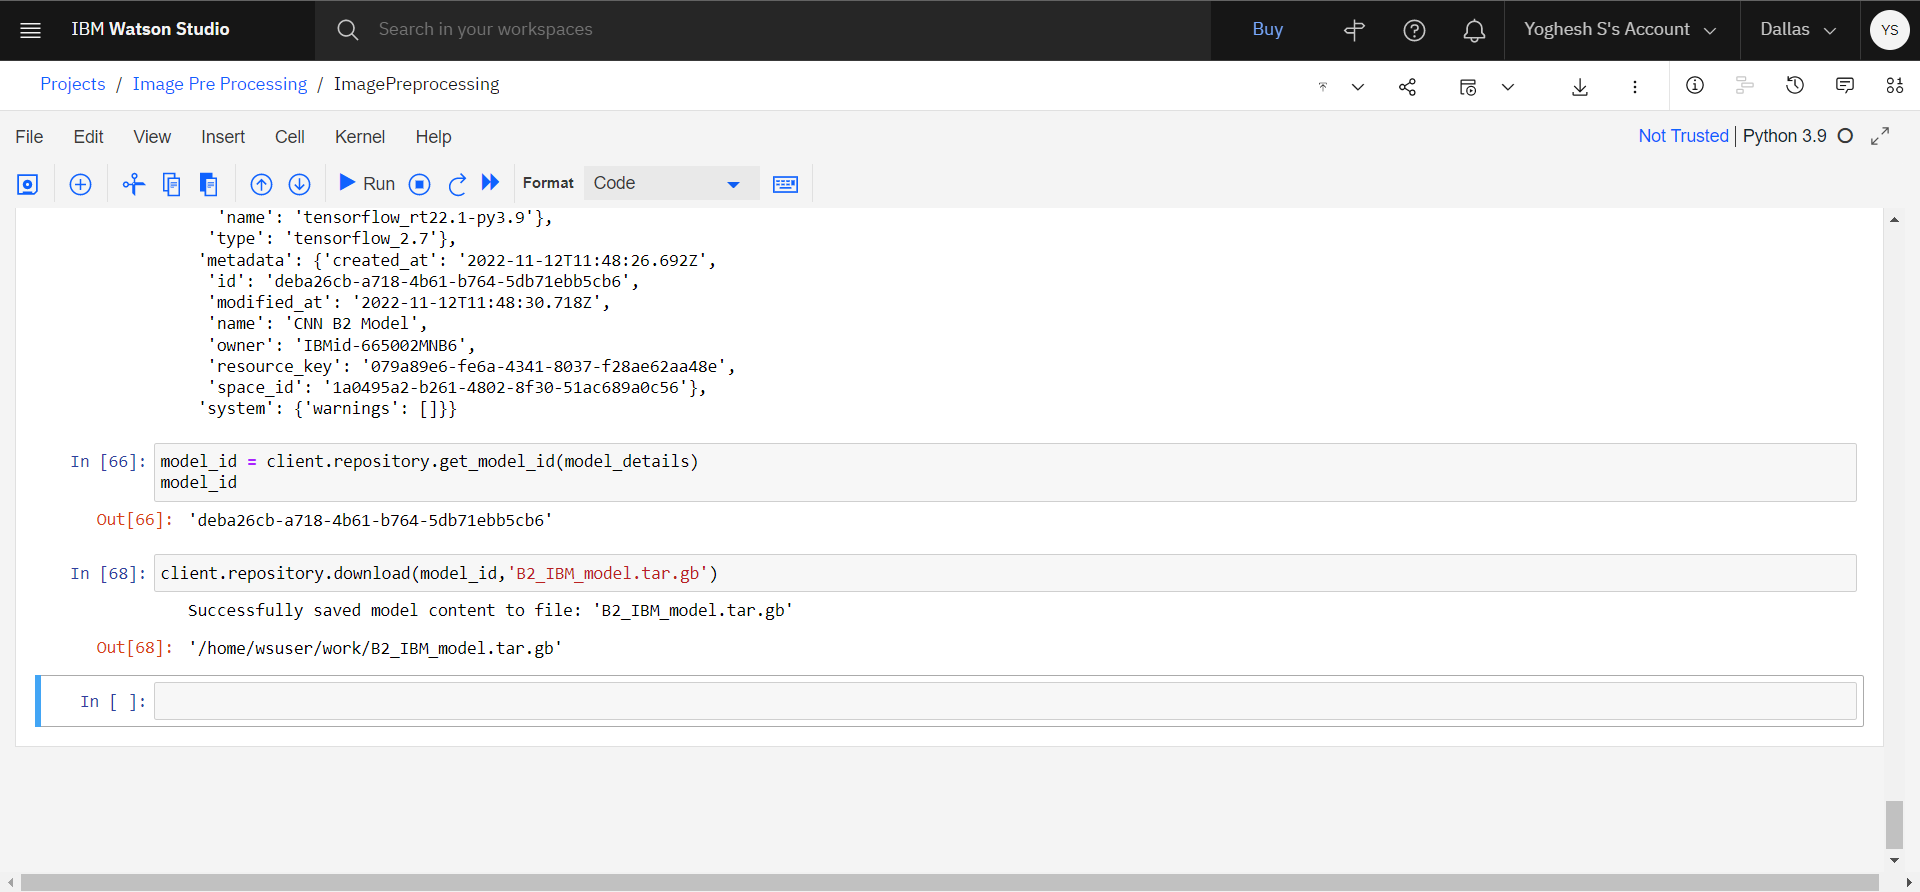 IBM Watson Studio
Search in your workspaces
Buy
Yoghesh S's Account
Dallas
YS
Projects / Image Pre Processing / ImagePreprocessing
File Edit View Insert Cell Kernel Help
Not Trusted Python 3.9
Run
Format
Code
'name': 'tensorflow_rt22.1-py3.9'},
'type': 'tensorflow_2.7'},
'metadata': {'created_at': '2022-11-12T11:48:26.692Z',
'id': 'deba26cb-a718-4b61-b764-5db71ebb5cb6',
'modified_at': '2022-11-12T11:48:30.718Z',
'name': 'CNN B2 Model',
'owner': 'IBMid-665002MNB6',
'resource_key': '079a89e6-fe6a-4341-8037-f28ae62aa48e',
'space_id': '1a0495a2-b261-4802-8f30-51ac689a0c56'},
'system': {'warnings': []}}
In [66]: model_id = client.repository.get_model_id(model_details)
model_id
Out[66]: 'deba26cb-a718-4b61-b764-5db71ebb5cb6'
In [68]: client.repository.download(model_id,'B2_IBM_model.tar.gb')
Successfully saved model content to file: 'B2_IBM_model.tar.gb'
Out[68]: '/home/wsuser/work/B2_IBM_model.tar.gb'
In [ ]: